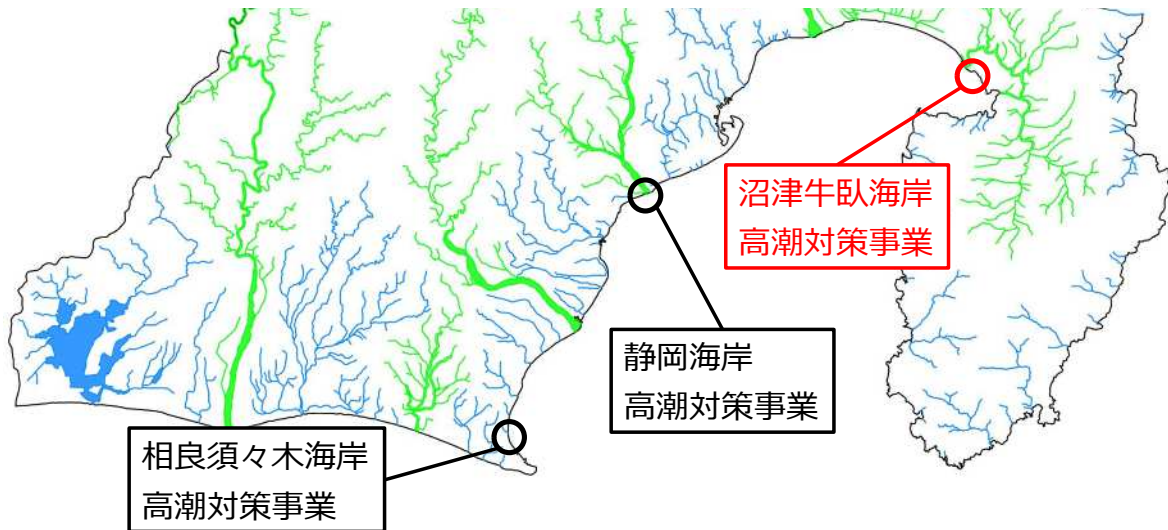 沼津牛臥海岸
高潮対策事業
静岡海岸
高潮対策事業
相良須々木海岸
高潮対策事業